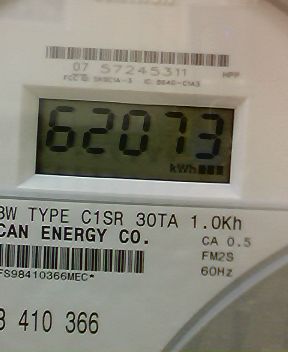 07 57245311
HPP
62073
kWh
3W TYPE C1SR 30TA 1.0Kh
CAN ENERGY CO.
CA 0.5
FM2S
FS98410366MEC*
60Hz
410 366